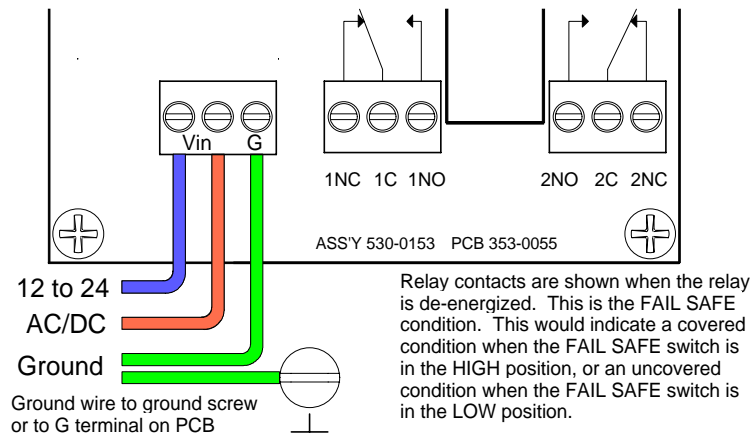 Vin G
1NC 1C 1NO
2NO 2C 2NC
ASS'Y 530-0153 PCB 353-0055
12 to 24
AC/DC
Ground
Ground wire to ground screw
or to G terminal on PCB
Relay contacts are shown when the relay
is de-energized. This is the FAIL SAFE
condition. This would indicate a covered
condition when the FAIL SAFE switch is
in the HIGH position, or an uncovered
condition when the FAIL SAFE switch is
in the LOW position.